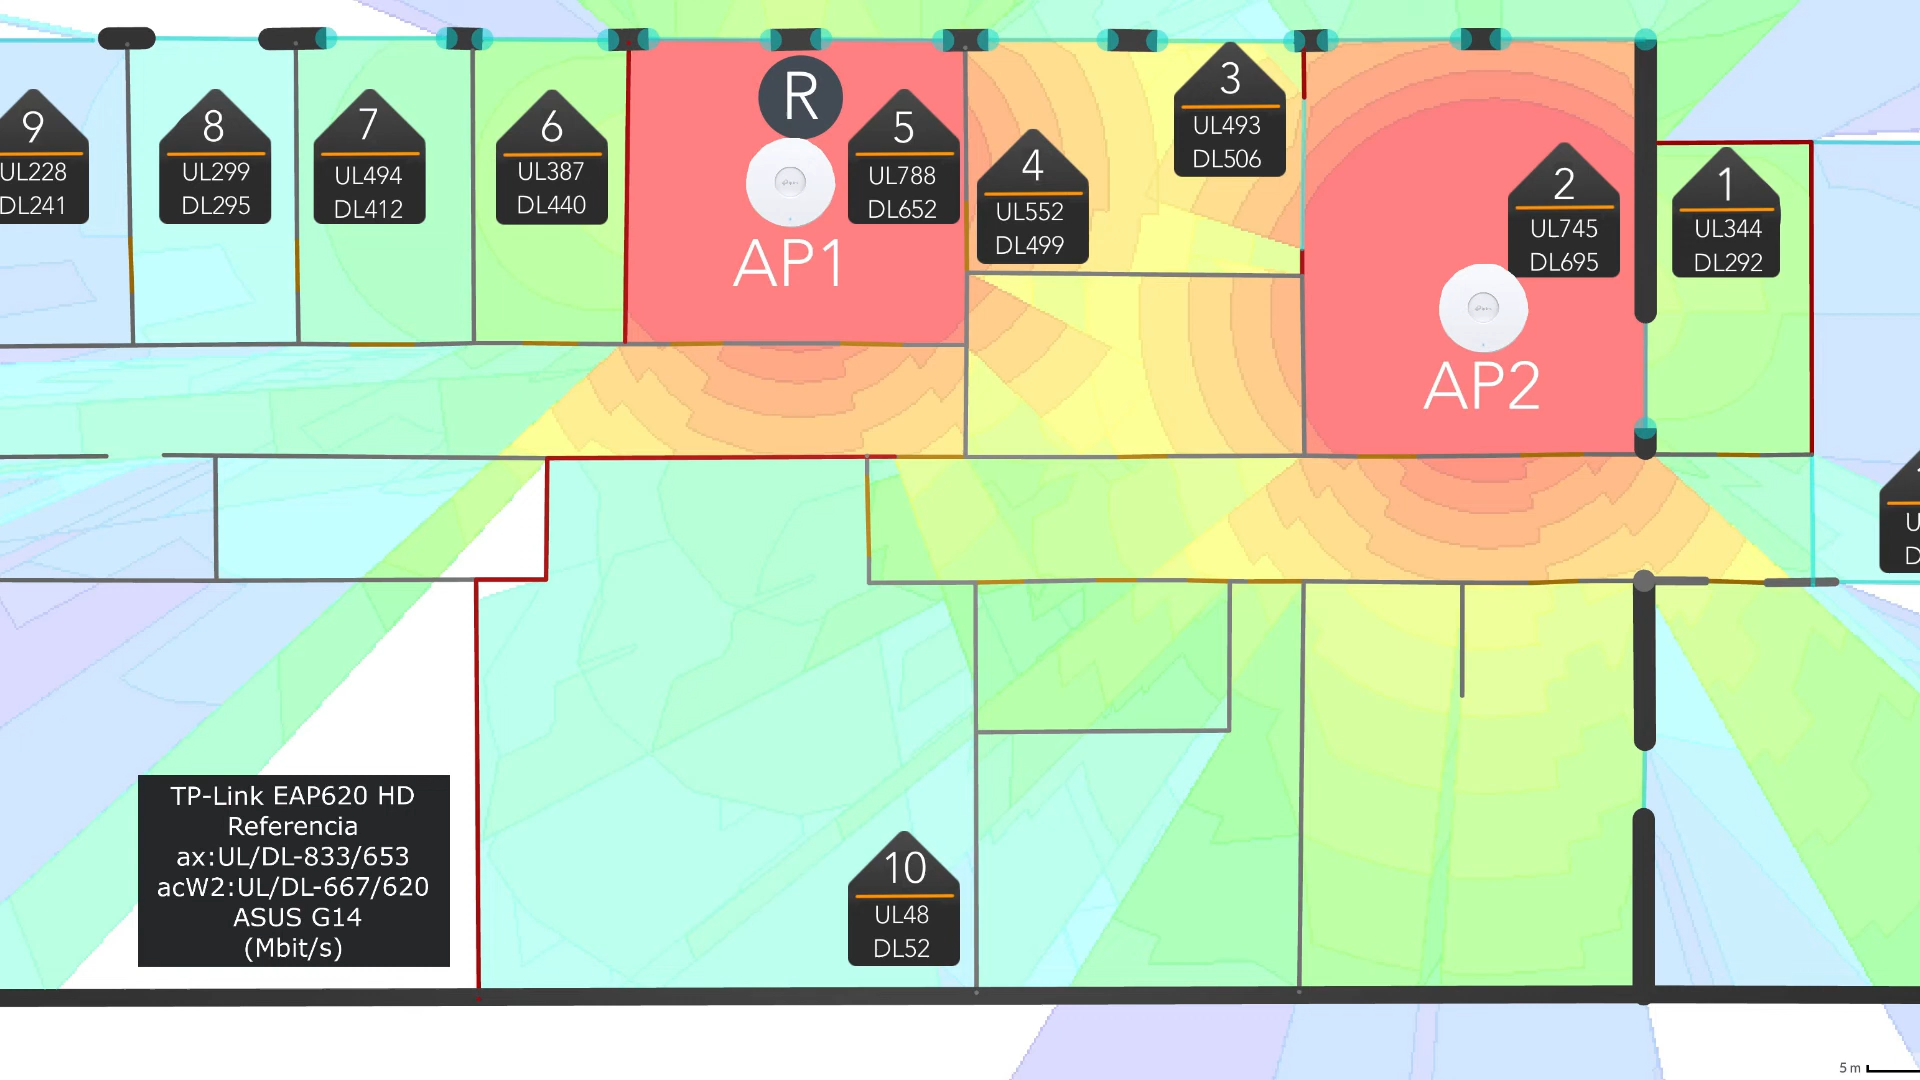 9
UL228
DL241
8
UL299
DL295
7
UL494
DL412
6
UL387
DL440
R
AP1
5
UL788
DL652
4
UL552
DL499
3
UL493
DL506
2
UL745
DL695
AP2
1
UL344
DL292
U
D
10
UL48
DL52
TP-Link EAP620 HD
Referencia
ax:UL/DL-833/653
acW2:UL/DL-667/620
ASUS G14
(Mbit/s)
5 m